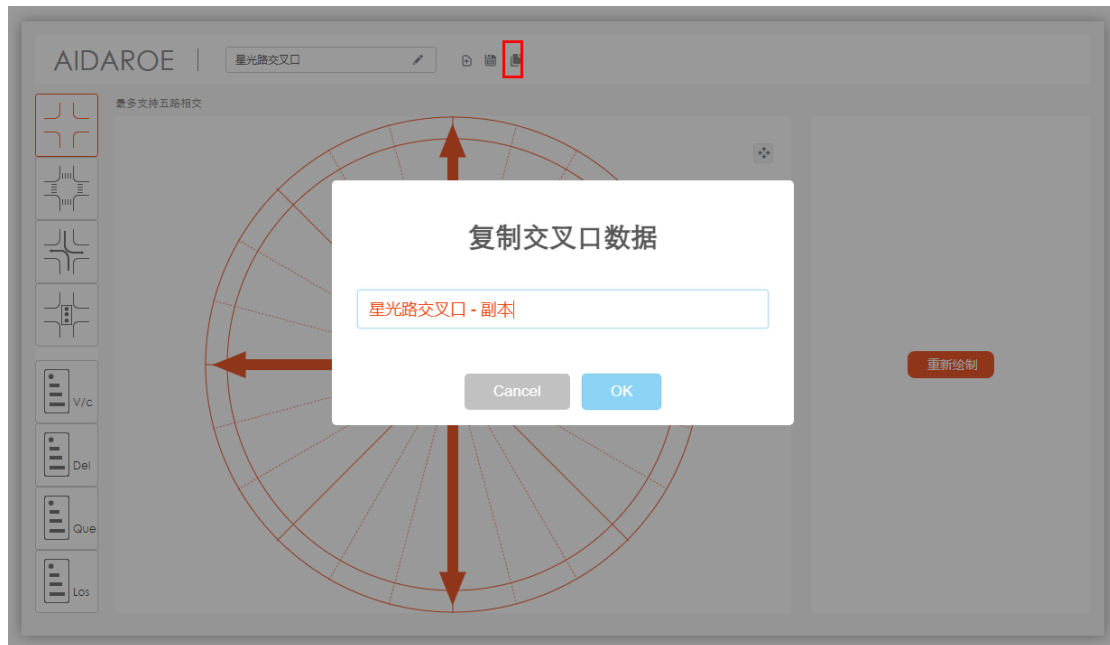 AIDAROE
星光路交叉口
最多支持五路相交
复制交叉口数据
星光路交叉口 - 副本
Cancel
OK
重新绘制
V/c
Del
Que
Los